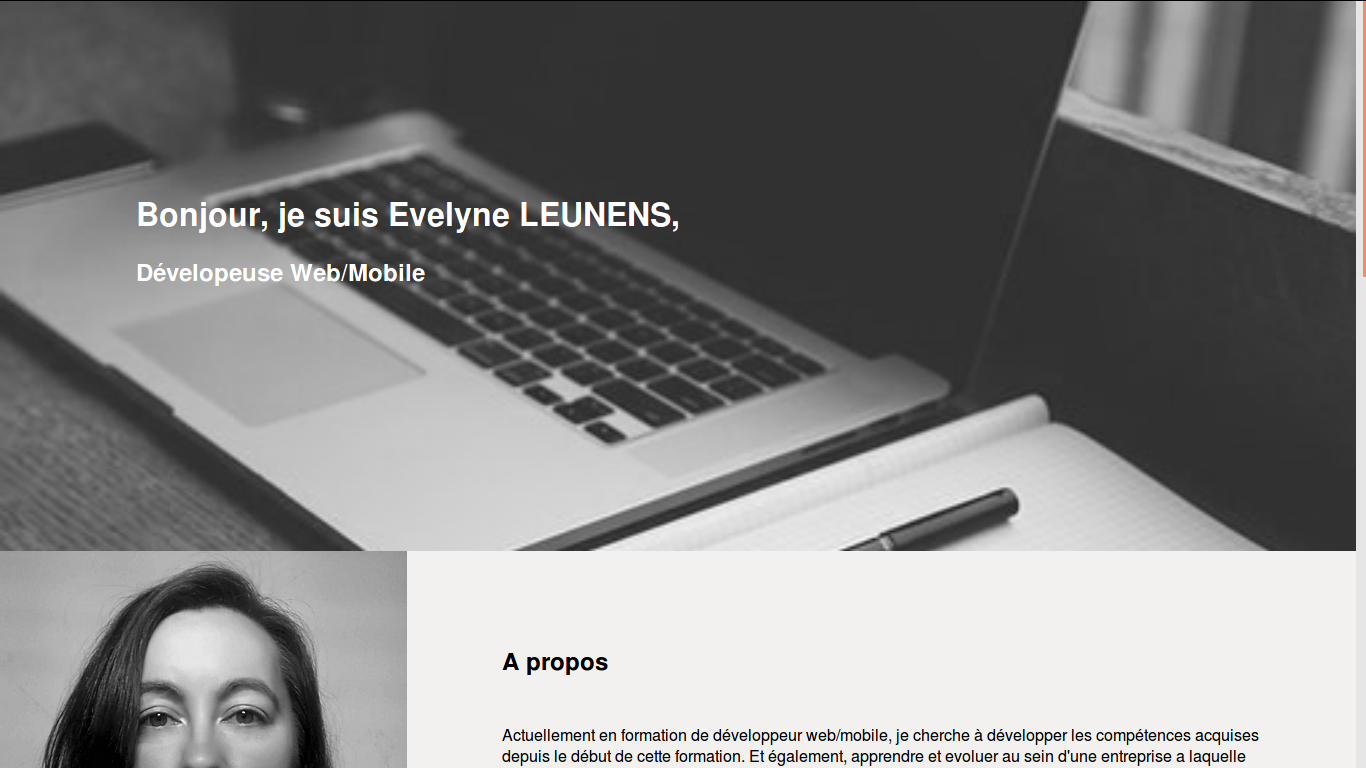 Bonjour, je suis Evelyne LEUNENS,
Dévelopeuse Web/Mobile
A propos
Actuellement en formation de développeur web/mobile, je cherche à développer les compétences acquises
depuis le début de cette formation. Et également, apprendre et evoluer au sein d'une entreprise a laquelle